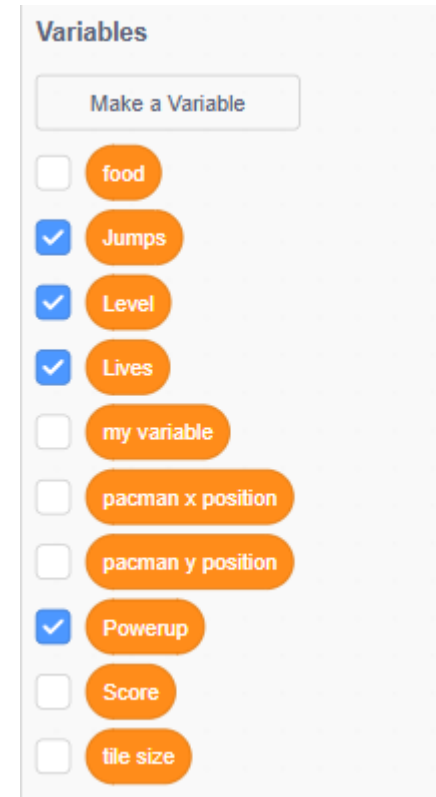 Variables
Make a Variable
food
Jumps
Level
Lives
my variable
pacman x position
pacman y position
Powerup
Score
tile size